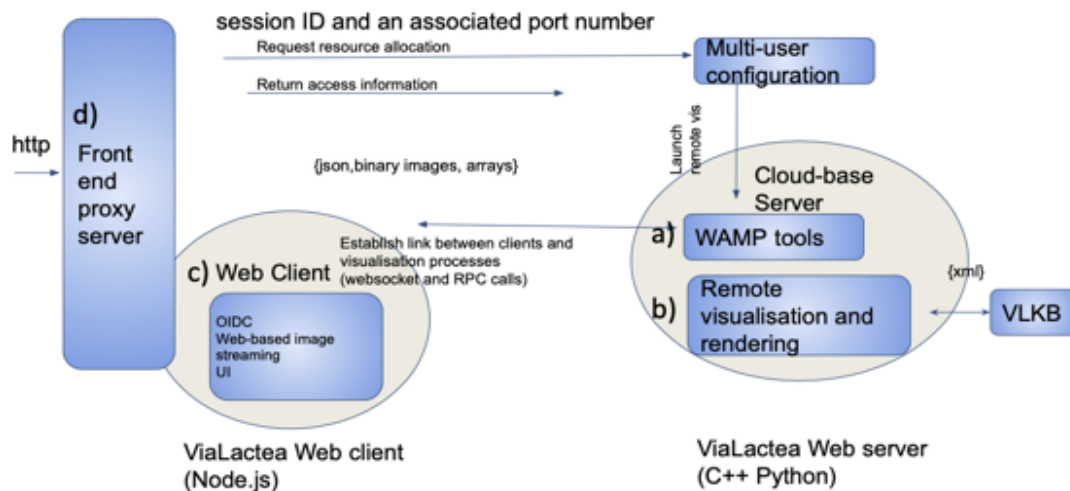 session ID and an associated port number
Request resource allocation
Multi-user
configuration
Return access information
d)
http
Front
end
proxy
server
Launch
remote vis
{json,binary images, arrays}
Cloud-base
Server
a)
WAMP tools
Establish link between clients and
visualisation processes
(websocket and RPC calls)
c) Web Client
{xml}
b)
Remote
visualisation and
rendering
VLKB
OIDC
Web-based image
streaming
UI
ViaLactea Web client
(Node.js)
ViaLactea Web server
(C++ Python)